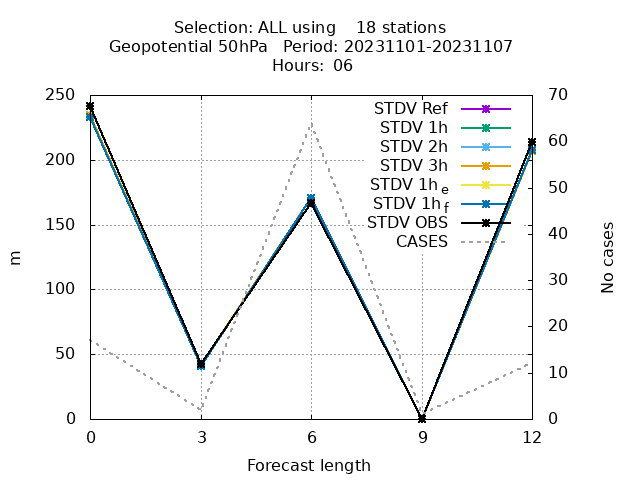 Selection: ALL using    18 stations
Geopotential 50hPa   Period: 20231101-20231107
Hours:  06
250
200
150
100
50
0
m
STDV Ref
STDV 1h
STDV 2h
STDV 3h
STDV 1h e
STDV 1h f
STDV OBS
CASES
70
60
50
40
30
20
10
0
No cases
0 3 6 9 12
Forecast length